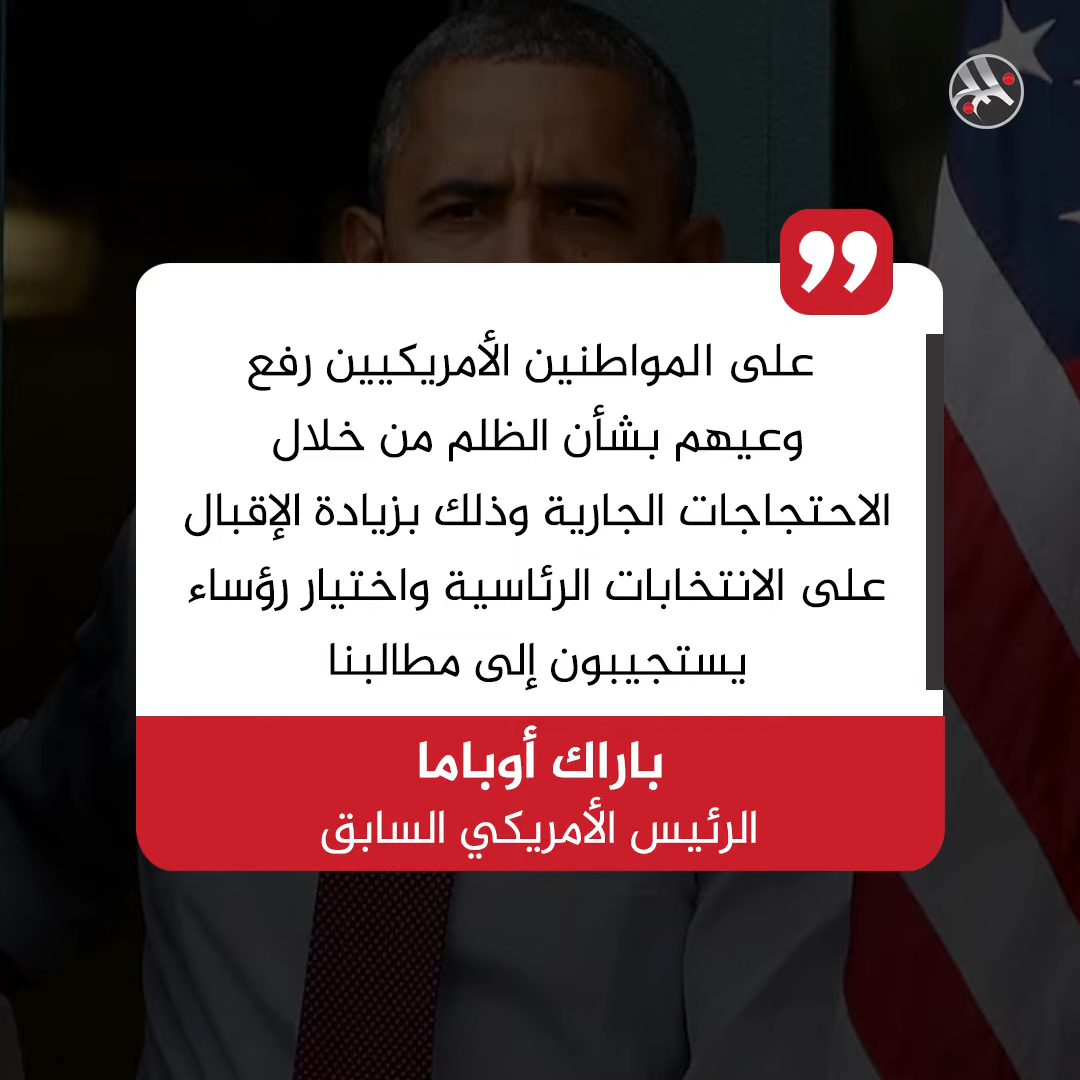 على المواطنين الأمريكيين رفع
وعيهم بشأن الظلم من خلال
الاحتجاجات الجارية وذلك بزيادة الإقبال
على الانتخابات الرئاسية واختيار رؤساء
يستجيبون إلى مطالبنا
باراك أوباما
الرئيس الأمريكي السابق